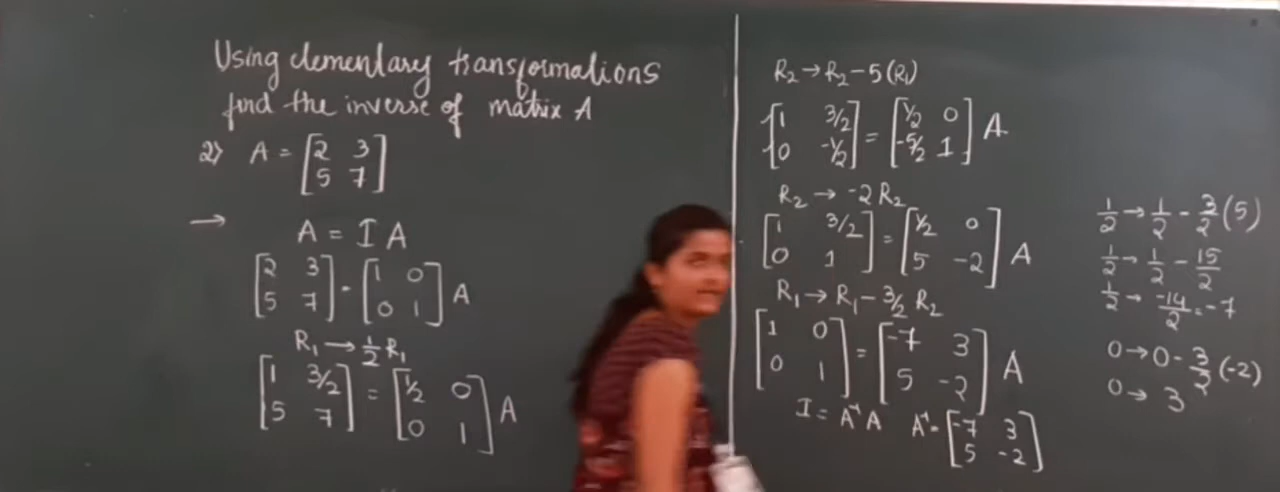 Using elementary transformations
find the inverse of matrix A
2) A = [2 3
5 7]
→ A = I A
[2 3
5 7] = [1 0
0 1] A
R₁ → ½ R₁
[1 3/2
5 7] = [1/2 0
0 1] A
R₂ → R₂ - 5(R₁)
[1 3/2
0 -1/2] = [1/2 0
-5/2 1] A
R₂ → -2 R₂
[1 3/2
0 1] = [1/2 0
5 -2] A
R₁ → R₁ - 3/2 R₂
[1 0
0 1] = [-7 3
5 -2] A
I = A⁻¹ A A⁻¹ = [-7 3
5 -2]
1/2 → 1/2 - 3/2 (5)
1/2 → 1/2 - 15/2
1/2 → -14/2 = -7
0 → 0 - 3/2 (-2)
0 → 3